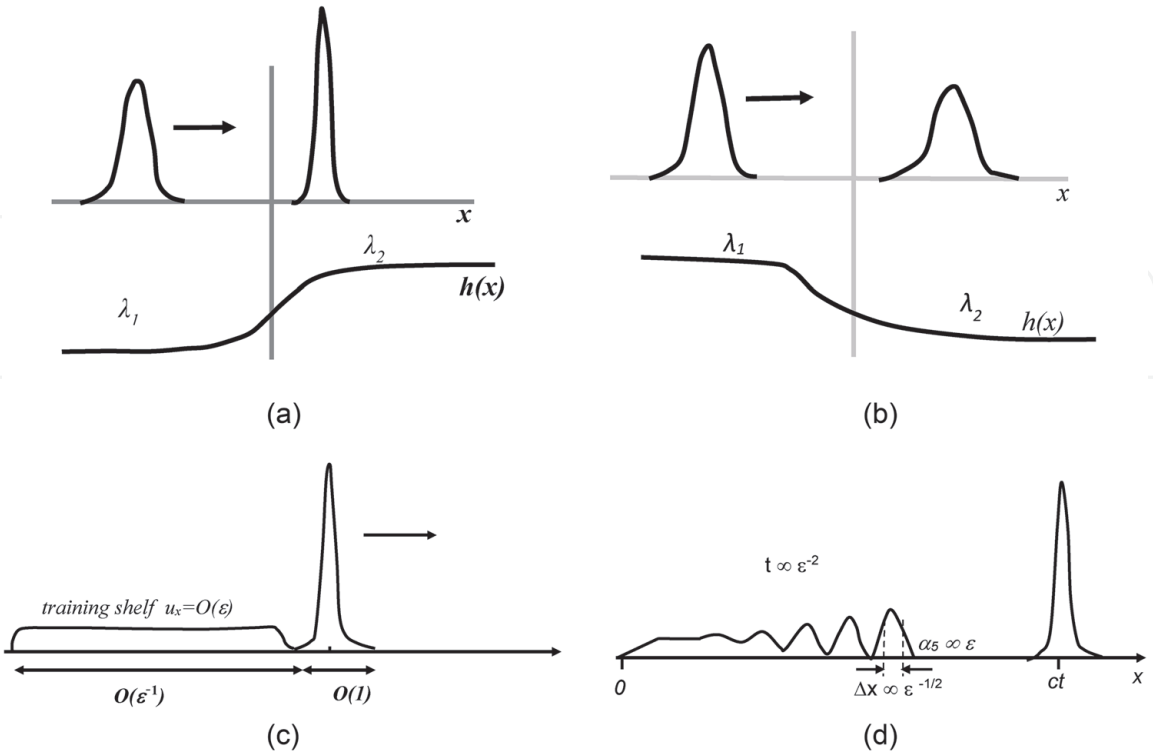 x
λ₂
λ₁
h(x)
(a)
x
λ₁
λ₂
h(x)
(b)
training shelf uₓ=O(ε)
O(ε⁻¹)
O(1)
(c)
t ∝ ε⁻²
α₅ ∝ ε
0
Δx ∝ ε⁻¹/²
ct
x
(d)